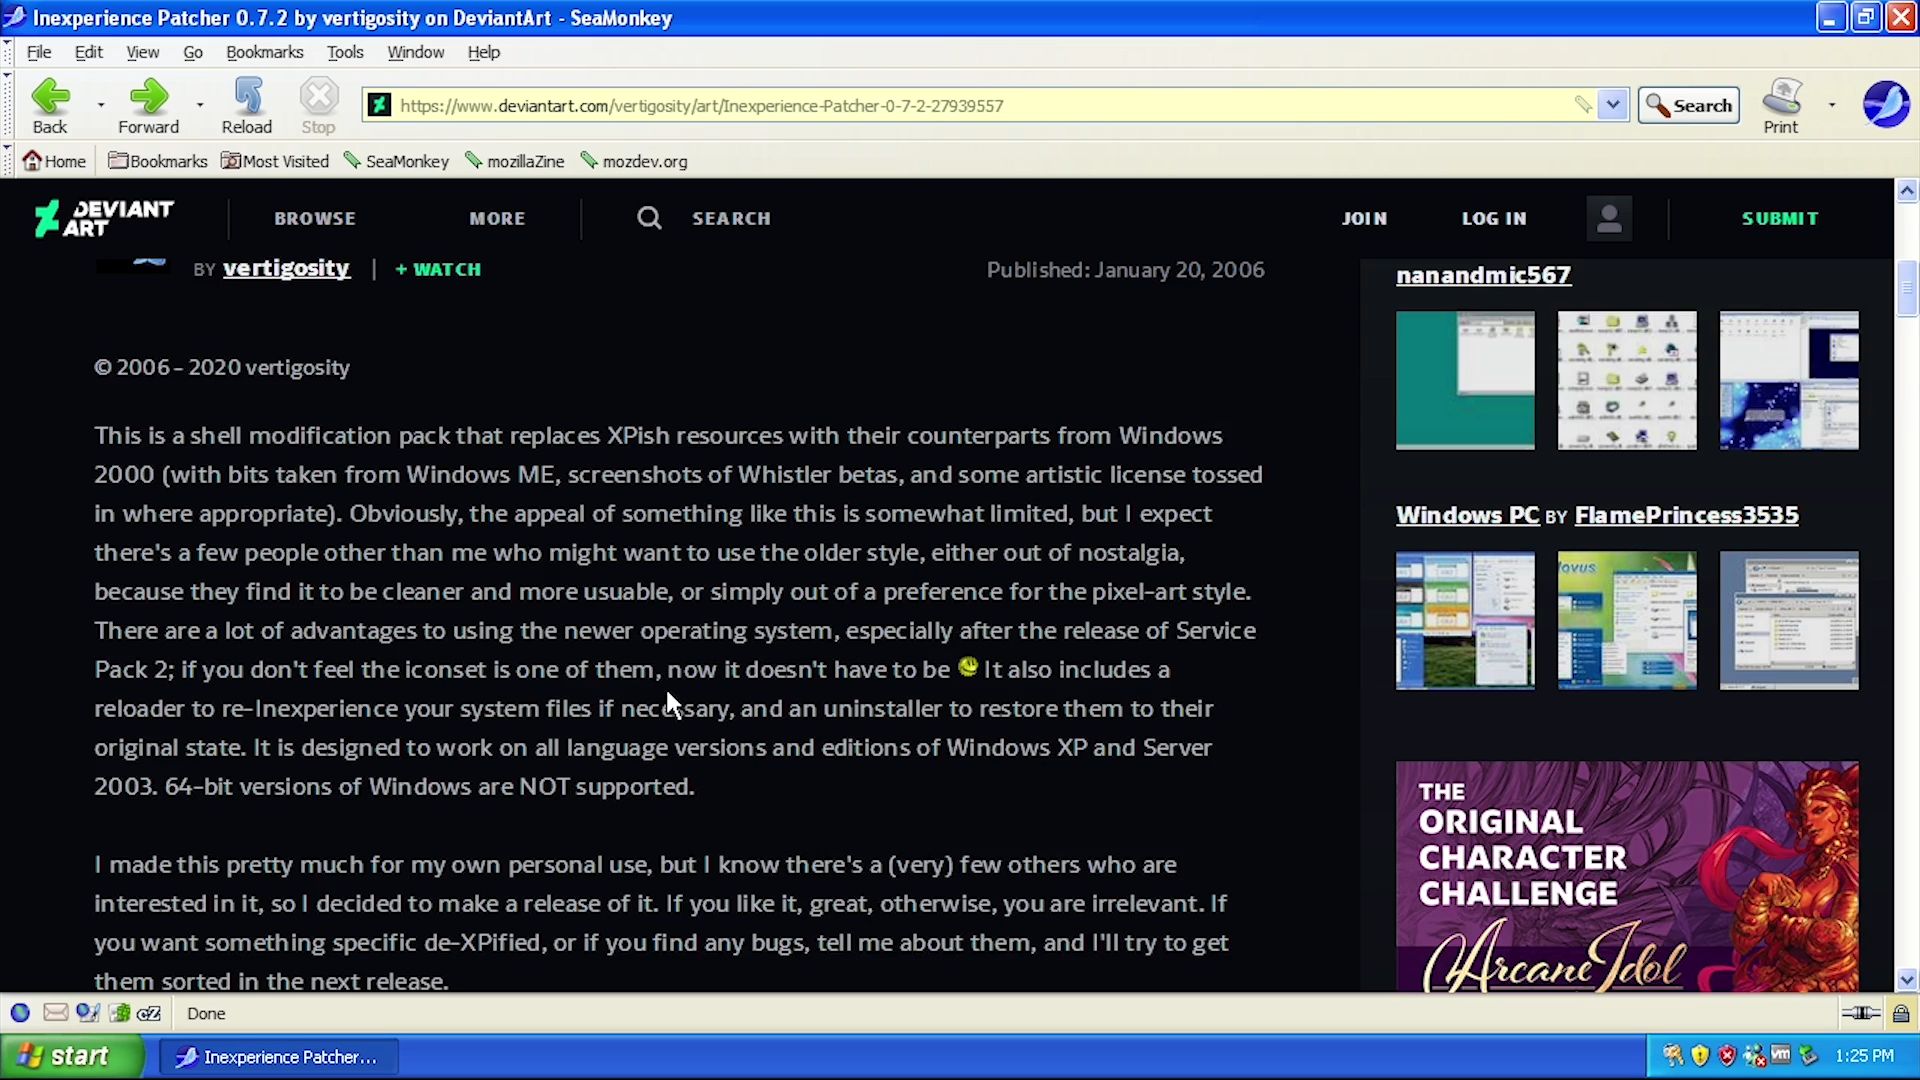 Inexperience Patcher 0.7.2 by vertigosity on DeviantArt - SeaMonkey
File Edit View Go Bookmarks Tools Window Help
Back Forward Reload Stop
https://www.deviantart.com/vertigosity/art/Inexperience-Patcher-0-7-2-27939557
Search
Print
Home Bookmarks Most Visited SeaMonkey mozillaZine mozdev.org
DEVIANT
ART
BROWSE MORE SEARCH JOIN LOG IN SUBMIT
BY vertigosity | + WATCH
Published: January 20, 2006
© 2006 - 2020 vertigosity
This is a shell modification pack that replaces XPish resources with their counterparts from Windows
2000 (with bits taken from Windows ME, screenshots of Whistler betas, and some artistic license tossed
in where appropriate). Obviously, the appeal of something like this is somewhat limited, but I expect
there's a few people other than me who might want to use the older style, either out of nostalgia,
because they find it to be cleaner and more usuable, or simply out of a preference for the pixel-art style.
There are a lot of advantages to using the newer operating system, especially after the release of Service
Pack 2; if you don't feel the iconset is one of them, now it doesn't have to be It also includes a
reloader to re-Inexperience your system files if necessary, and an uninstaller to restore them to their
original state. It is designed to work on all language versions and editions of Windows XP and Server
2003. 64-bit versions of Windows are NOT supported.
I made this pretty much for my own personal use, but I know there's a (very) few others who are
interested in it, so I decided to make a release of it. If you like it, great, otherwise, you are irrelevant. If
you want something specific de-XPified, or if you find any bugs, tell me about them, and I'll try to get
them sorted in the next release.
nanandmic567
Windows PC BY FlamePrincess3535
THE
ORIGINAL
CHARACTER
CHALLENGE
Arcane Idol
Done
start
Inexperience Patcher...
1:25 PM